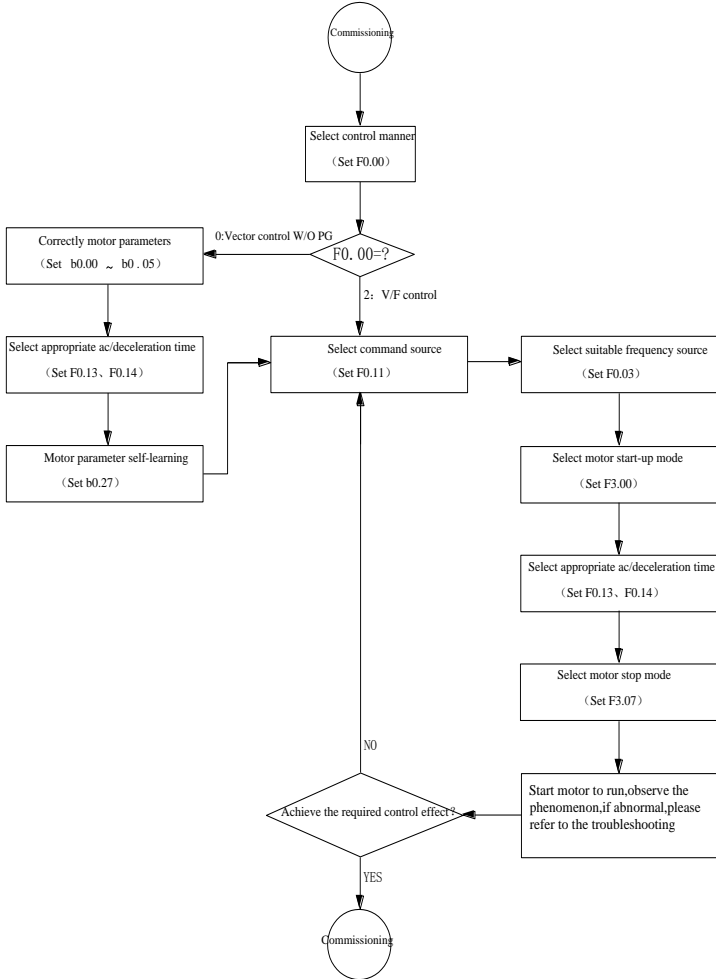 Commissioning
Select control manner
（Set F0.00）
0:Vector control W/O PG
F0.00=?
2：V/F control
Correctly motor parameters
(Set b0.00 ~ b0.05）
Select appropriate ac/deceleration time
（Set F0.13、F0.14）
Motor parameter self-learning
（Set b0.27）
Select command source
（Set F0.11）
Select suitable frequency source
（Set F0.03）
Select motor start-up mode
（Set F3.00）
Select appropriate ac/deceleration time
（Set F0.13、F0.14）
Select motor stop mode
（Set F3.07）
Start motor to run,observe the
phenomenon,if abnormal,please
refer to the troubleshooting
Achieve the required control effect？
NO
YES
Commissioning